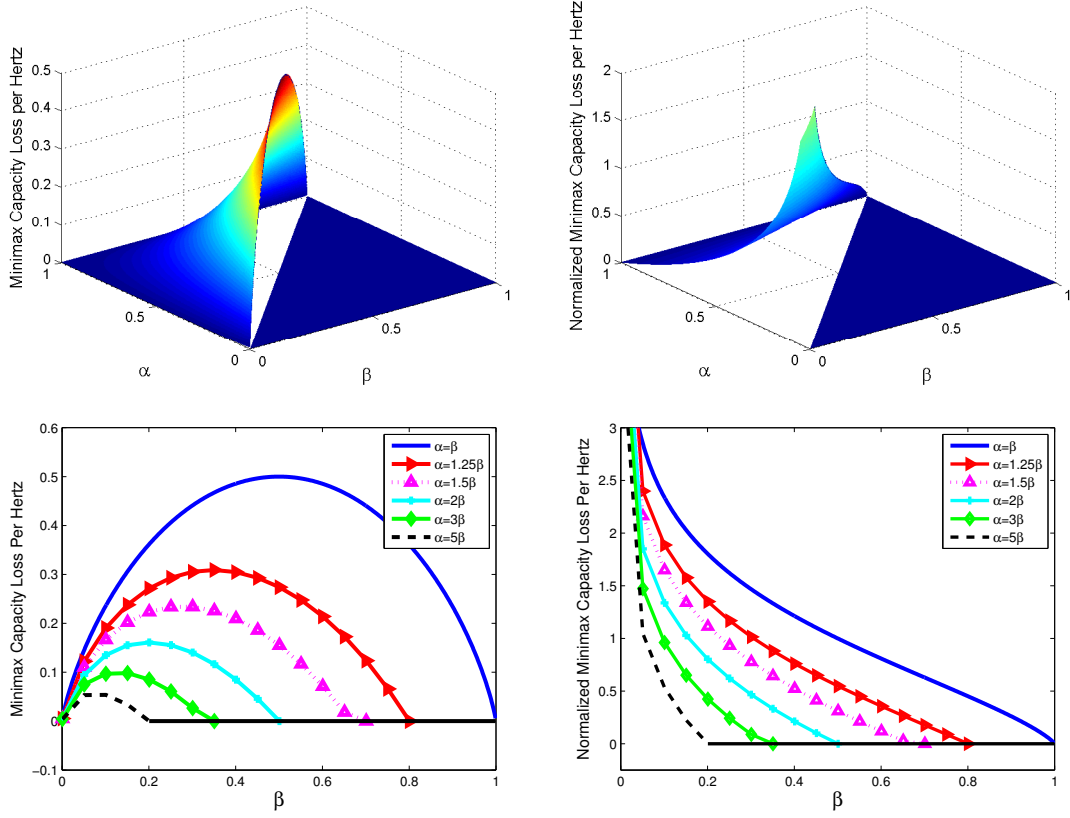 Minimax Capacity Loss per Hertz
0.5
0.4
0.3
0.2
0.1
0
1
0.5
0
α
0
0.5
1
β
Normalized Minimax Capacity Loss per Hertz
2
1.5
1
0.5
0
1
0.5
0
α
0
0.5
1
β
Minimax Capacity Loss Per Hertz
0.6
0.5
0.4
0.3
0.2
0.1
0
−0.1
0
0.2
0.4
0.6
0.8
1
β
α=β
α=1.25β
α=1.5β
α=2β
α=3β
α=5β
Normalized Minimax Capacity Loss Per Hertz
3
2.5
2
1.5
1
0.5
0
0
0.2
0.4
0.6
0.8
1
β
α=β
α=1.25β
α=1.5β
α=2β
α=3β
α=5β